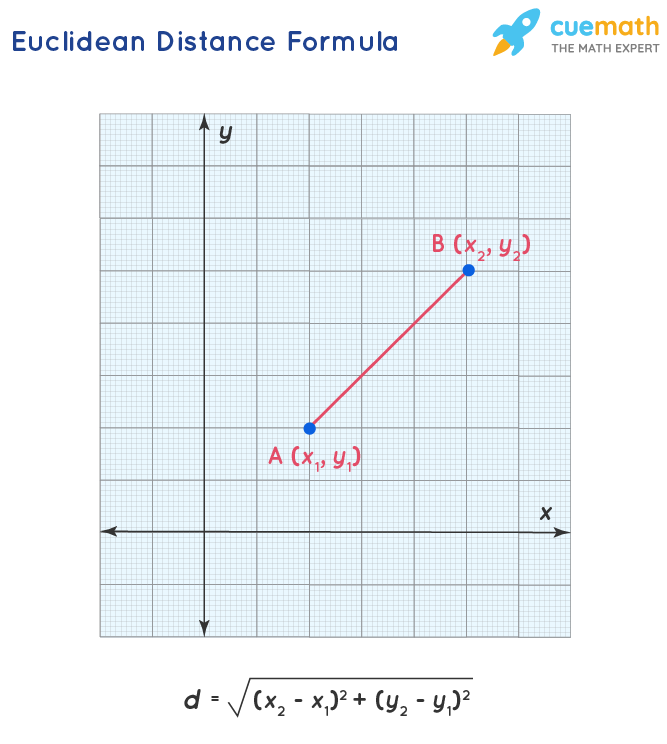 Euclidean Distance Formula
cuemath
THE MATH EXPERT
y
B (x₂, y₂)
A (x₁, y₁)
x
d = √(x₂ - x₁)² + (y₂ - y₁)²